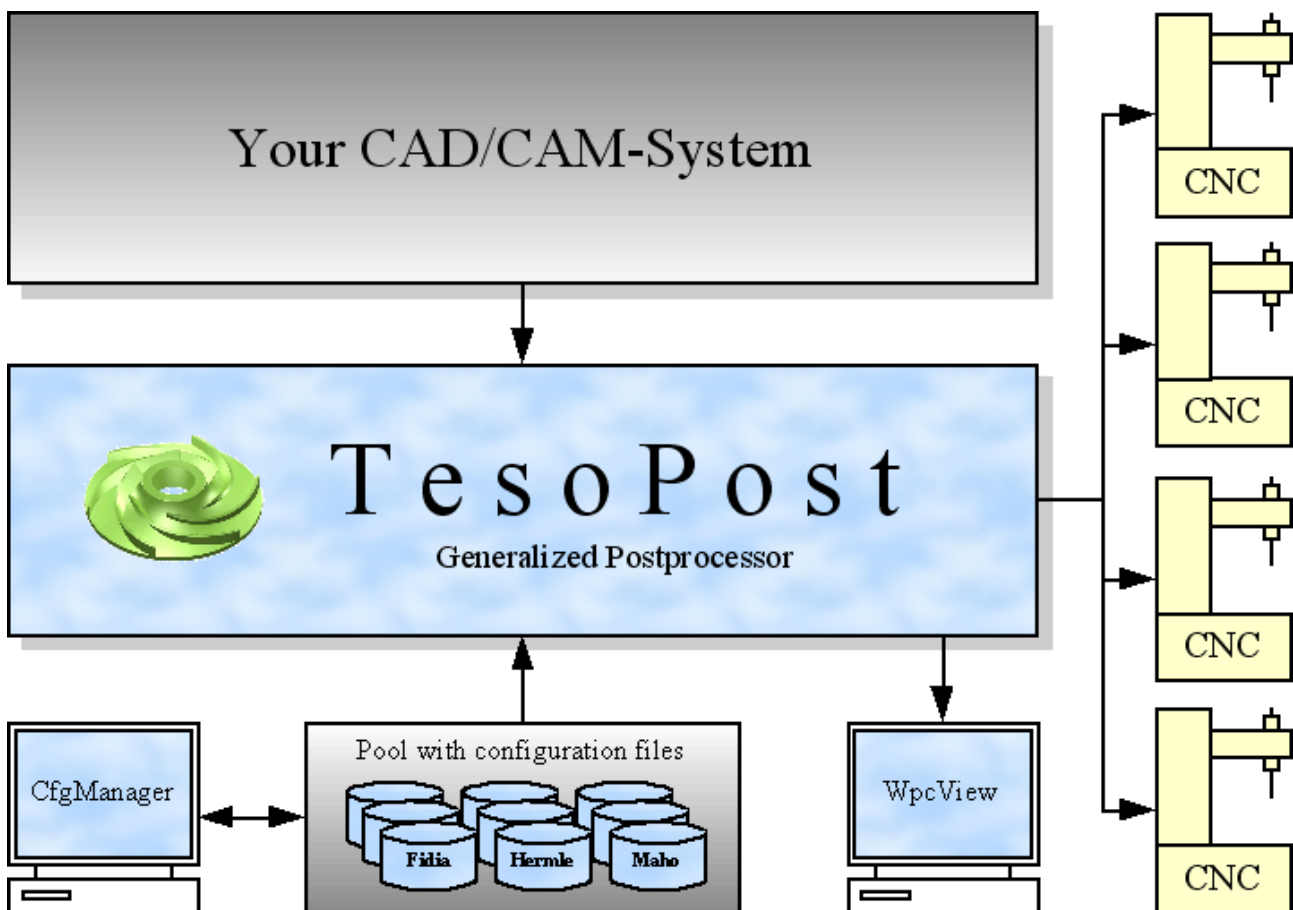 Your CAD/CAM-System
TesoPost
Generalized Postprocessor
CNC
CNC
CNC
CNC
CfgManager
Pool with configuration files
Fidia
Hermle
Maho
WpcView